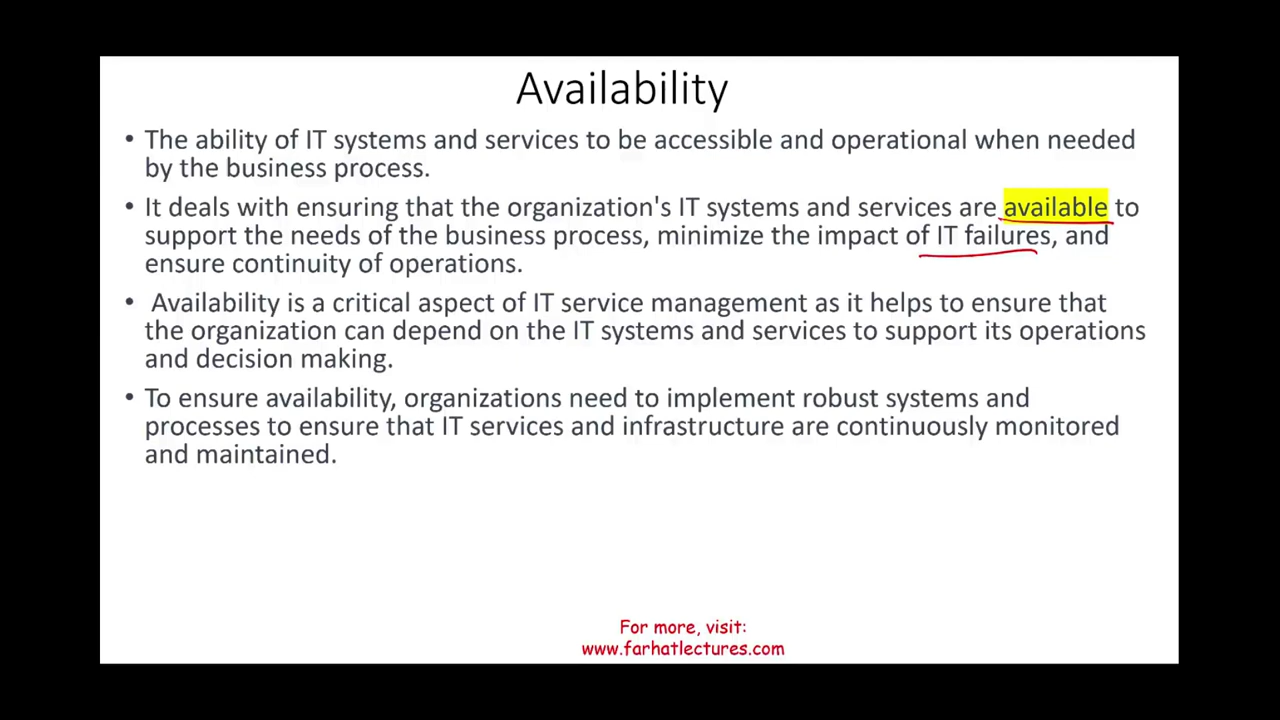 Availability
• The ability of IT systems and services to be accessible and operational when needed
by the business process.
• It deals with ensuring that the organization's IT systems and services are available to
support the needs of the business process, minimize the impact of IT failures, and
ensure continuity of operations.
• Availability is a critical aspect of IT service management as it helps to ensure that
the organization can depend on the IT systems and services to support its operations
and decision making.
• To ensure availability, organizations need to implement robust systems and
processes to ensure that IT services and infrastructure are continuously monitored
and maintained.
For more, visit:
www.farhatlectures.com